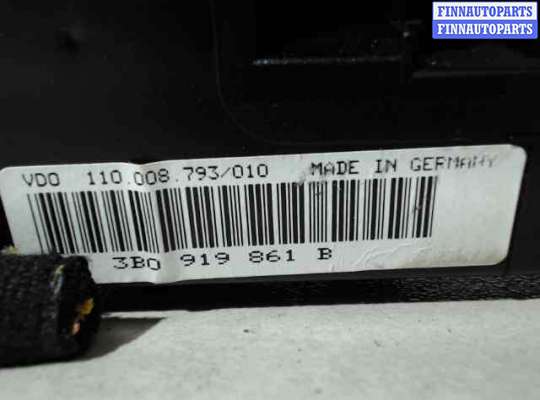 FINNAUTOPARTS
FINNAUTOPARTS
VDO 110.008.793/010 MADE IN GERMANY
3B0 919 861 B